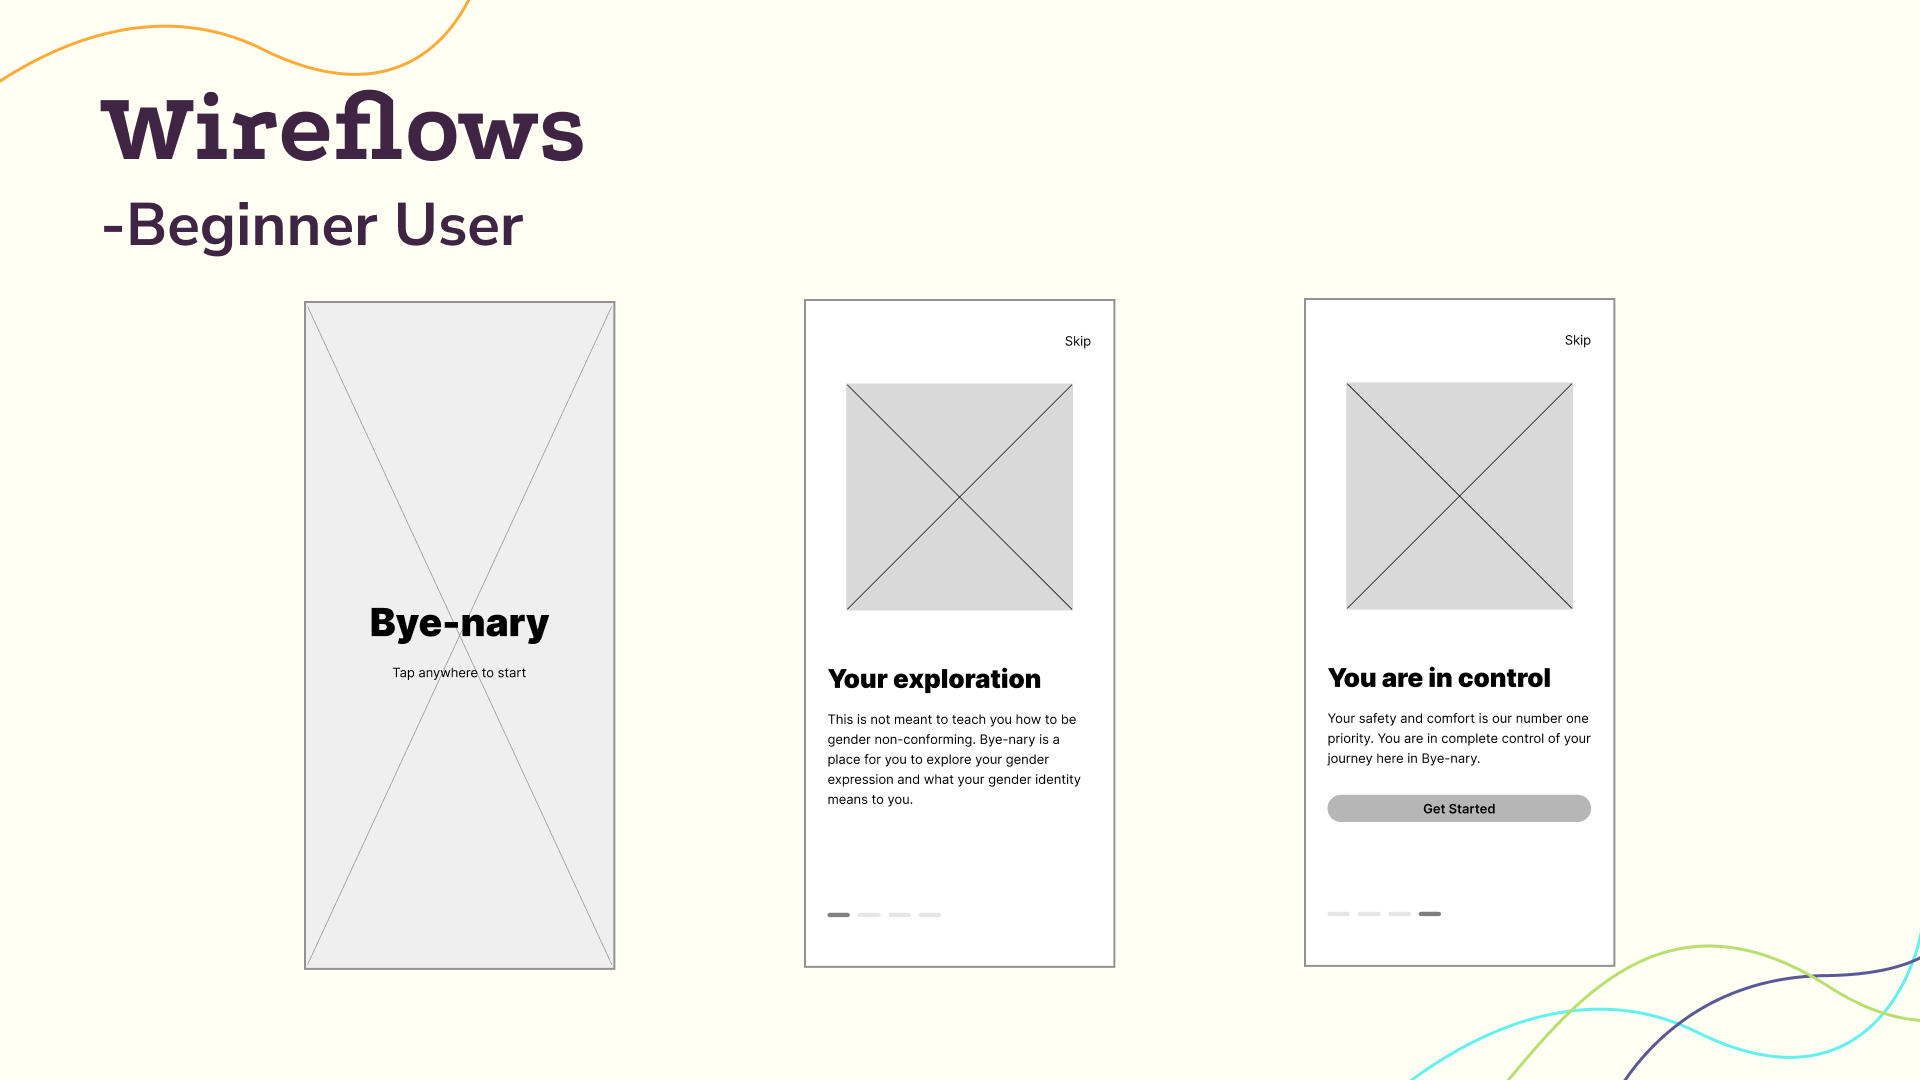 Wireflows
-Beginner User
Bye-nary
Tap anywhere to start
Skip
Your exploration
This is not meant to teach you how to be
gender non-conforming. Bye-nary is a
place for you to explore your gender
expression and what your gender identity
means to you.
Skip
You are in control
Your safety and comfort is our number one
priority. You are in complete control of your
journey here in Bye-nary.
Get Started